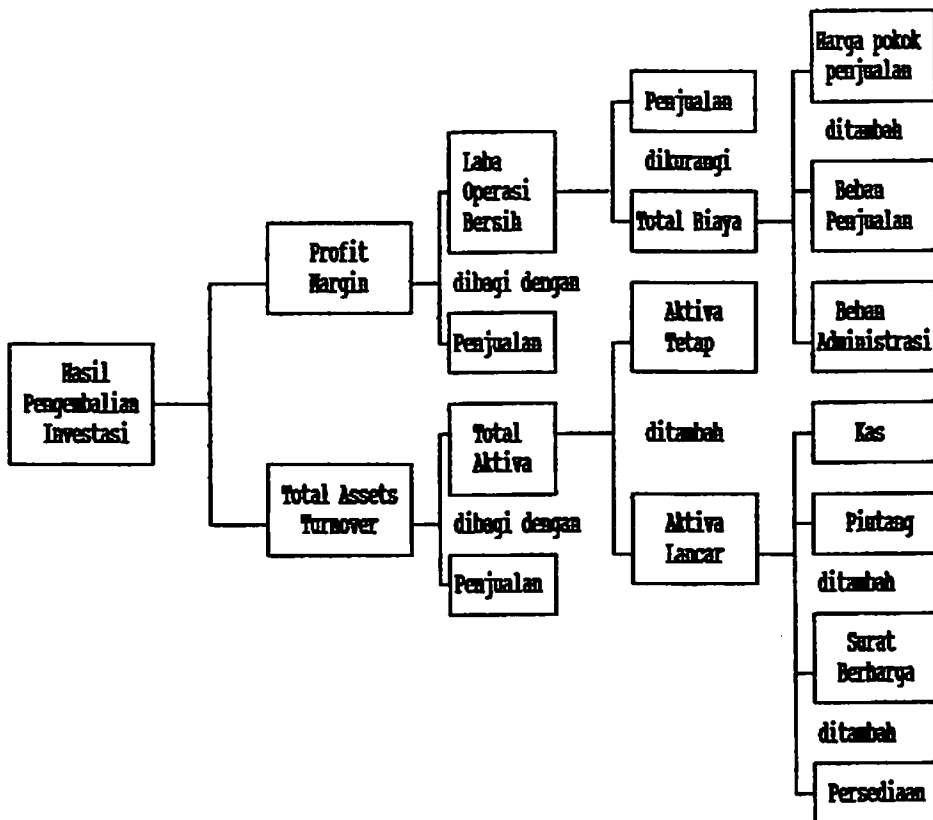 Hasil
Pengembalian
Investasi
Profit
Margin
Total Assets
Turnover
Laba
Operasi
Bersih
dibagi dengan
Penjualan
Total
Aktiva
dibagi dengan
Penjualan
Penjualan
dikurangi
Total Biaya
Aktiva
Tetap
ditambah
Aktiva
Lancar
Harga pokok
penjualan
ditambah
Beban
Penjualan
Beban
Administrasi
Kas
Piutang
ditambah
Surat
Berharga
ditambah
Persediaan